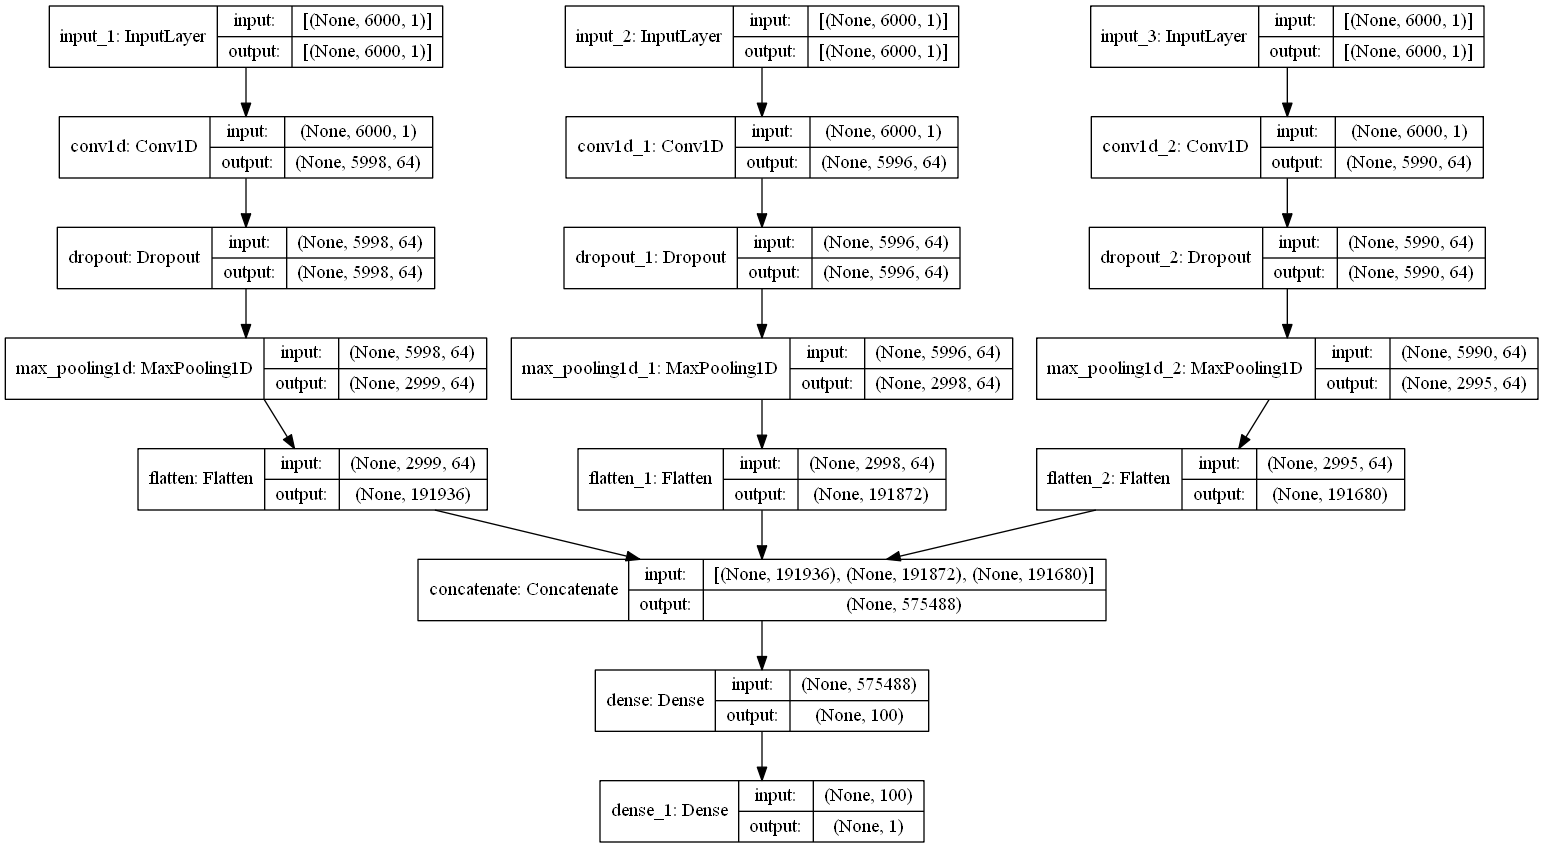 input_1: InputLayer
input: [(None, 6000, 1)]
output: [(None, 6000, 1)]
input_2: InputLayer
input: [(None, 6000, 1)]
output: [(None, 6000, 1)]
input_3: InputLayer
input: [(None, 6000, 1)]
output: [(None, 6000, 1)]
conv1d: Conv1D
input: (None, 6000, 1)
output: (None, 5998, 64)
conv1d_1: Conv1D
input: (None, 6000, 1)
output: (None, 5996, 64)
conv1d_2: Conv1D
input: (None, 6000, 1)
output: (None, 5990, 64)
dropout: Dropout
input: (None, 5998, 64)
output: (None, 5998, 64)
dropout_1: Dropout
input: (None, 5996, 64)
output: (None, 5996, 64)
dropout_2: Dropout
input: (None, 5990, 64)
output: (None, 5990, 64)
max_pooling1d: MaxPooling1D
input: (None, 5998, 64)
output: (None, 2999, 64)
max_pooling1d_1: MaxPooling1D
input: (None, 5996, 64)
output: (None, 2998, 64)
max_pooling1d_2: MaxPooling1D
input: (None, 5990, 64)
output: (None, 2995, 64)
flatten: Flatten
input: (None, 2999, 64)
output: (None, 191936)
flatten_1: Flatten
input: (None, 2998, 64)
output: (None, 191872)
flatten_2: Flatten
input: (None, 2995, 64)
output: (None, 191680)
concatenate: Concatenate
input: [(None, 191936), (None, 191872), (None, 191680)]
output: (None, 575488)
dense: Dense
input: (None, 575488)
output: (None, 100)
dense_1: Dense
input: (None, 100)
output: (None, 1)